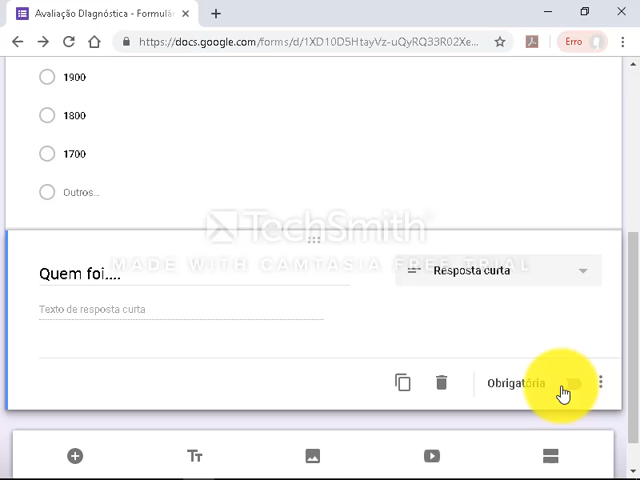 Avaliação Diagnóstica - Formulár
https://docs.google.com/forms/d/1XD10D5HtayVz-uQyRQ33R02Xe...
Erro
1900
1800
1700
Outros...
TechSmith®
MADE WITH CAMTASIA FREE TRIAL
Quem foi....
Resposta curta
Texto de resposta curta
Obrigatória